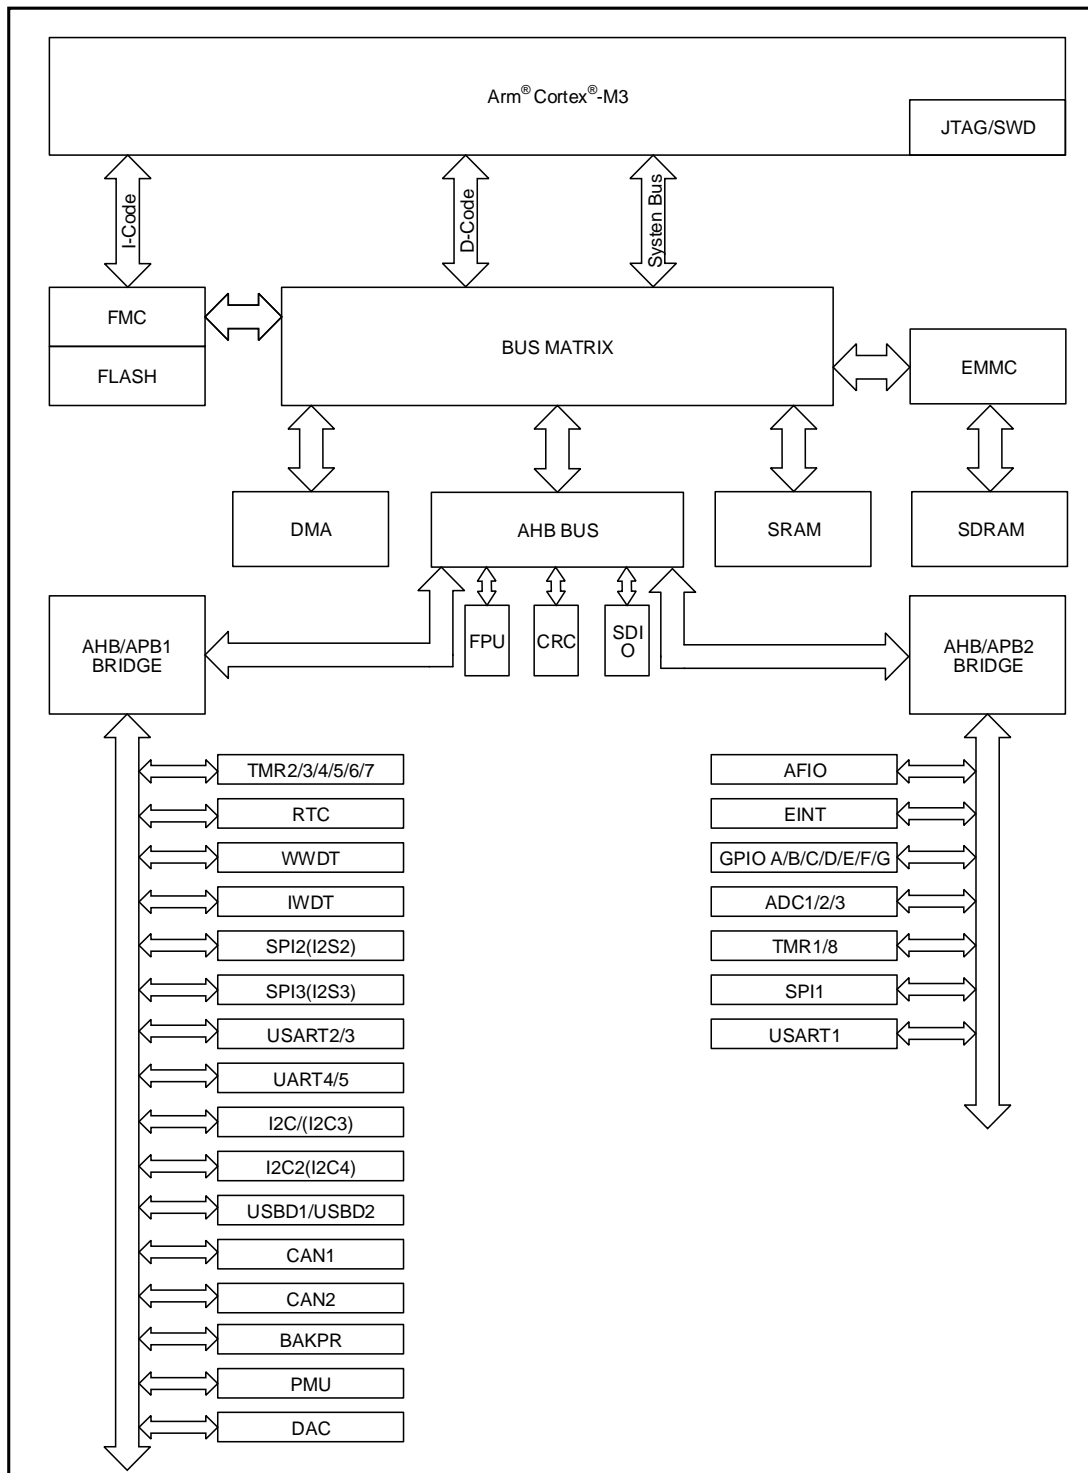 Arm® Cortex®-M3
JTAG/SWD
I-Code
D-Code
Systen Bus
FMC
FLASH
BUS MATRIX
EMMC
DMA
AHB BUS
SRAM
SDRAM
AHB/APB1
BRIDGE
FPU
CRC
SDI
O
AHB/APB2
BRIDGE
TMR2/3/4/5/6/7
RTC
WWDT
IWDT
SPI2(I2S2)
SPI3(I2S3)
USART2/3
UART4/5
I2C/(I2C3)
I2C2(I2C4)
USBD1/USBD2
CAN1
CAN2
BAKPR
PMU
DAC
AFIO
EINT
GPIO A/B/C/D/E/F/G
ADC1/2/3
TMR1/8
SPI1
USART1